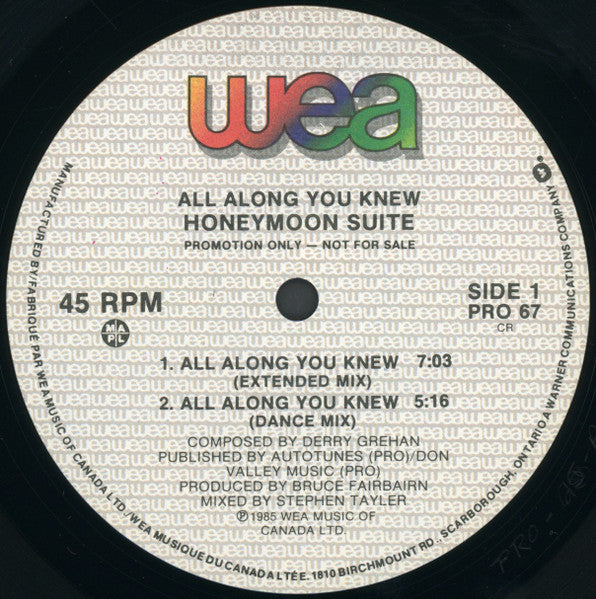 wea
ALL ALONG YOU KNEW
HONEYMOON SUITE
PROMOTION ONLY — NOT FOR SALE
45 RPM
MAPL
SIDE 1
PRO 67
CR
1. ALL ALONG YOU KNEW 7:03
(EXTENDED MIX)
2. ALL ALONG YOU KNEW 5:16
(DANCE MIX)
COMPOSED BY DERRY GREHAN
PUBLISHED BY AUTOTUNES (PRO)/DON
VALLEY MUSIC (PRO)
PRODUCED BY BRUCE FAIRBAIRN
MIXED BY STEPHEN TAYLER
Ⓟ 1985 WEA MUSIC OF
CANADA LTD.
MANUFACTURED BY/FABRIQUÉ PAR WEA MUSIC OF CANADA LTD./WEA MUSIQUE DU CANADA LTÉE. 1810 BIRCHMOUNT RD., SCARBOROUGH, ONTARIO A WARNER COMMUNICATIONS COMPANY